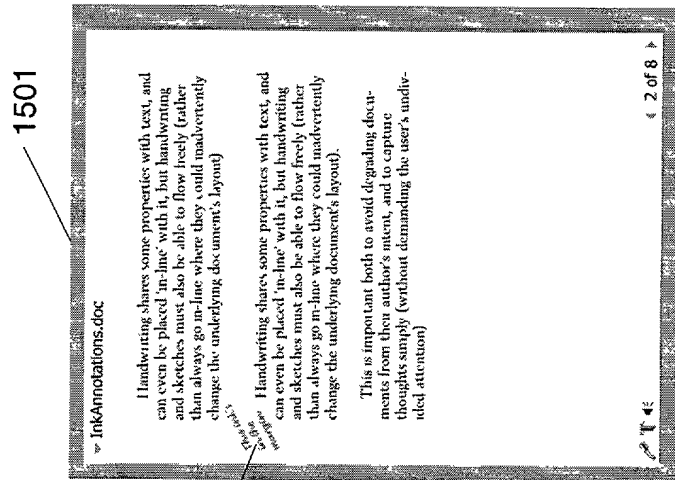 1501
InkAnnotations.doc
Handwriting shares some properties with text, and
can even be placed 'in-line' with it, but handwriting
and sketches must also be able to flow freely (rather
than always go in-line where they could inadvertently
change the underlying document's layout)
This ink's
in the
margin
Handwriting shares some properties with text, and
can even be placed 'in-line' with it, but handwriting
and sketches must also be able to flow freely (rather
than always go in-line where they could inadvertently
change the underlying document's layout).
This is important both to avoid degrading docu-
ments from their author's intent, and to capture
thoughts simply (without demanding the user's undiv-
ided attention)
2 of 8